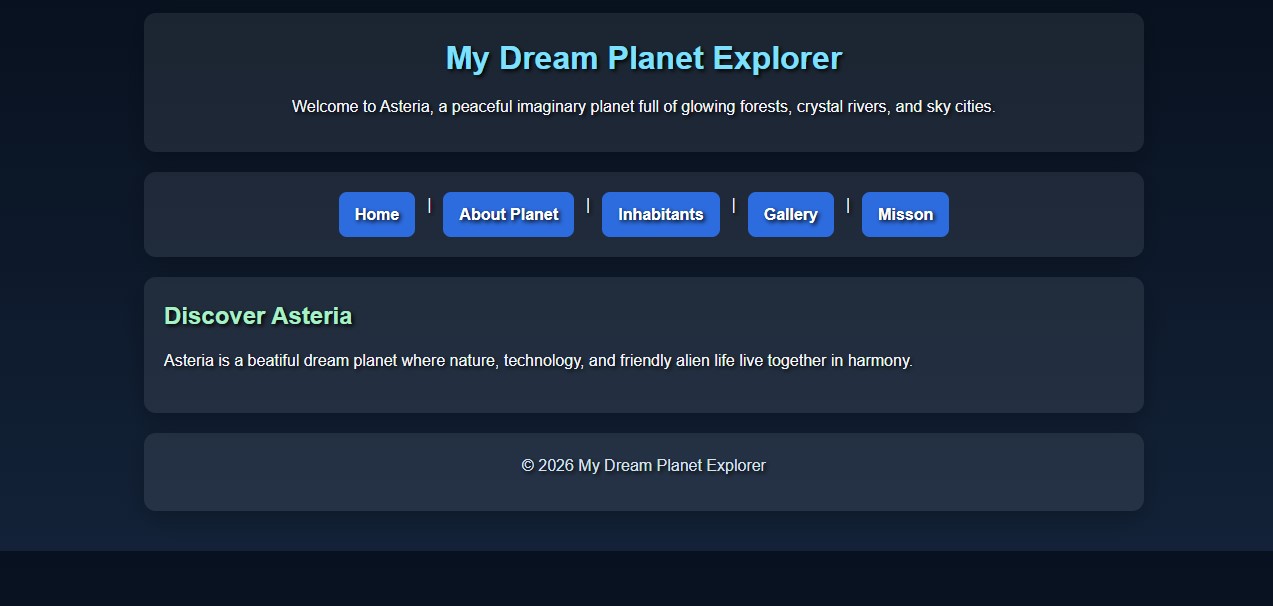 My Dream Planet Explorer
Welcome to Asteria, a peaceful imaginary planet full of glowing forests, crystal rivers, and sky cities.
Home | About Planet | Inhabitants | Gallery | Misson
Discover Asteria
Asteria is a beatiful dream planet where nature, technology, and friendly alien life live together in harmony.
© 2026 My Dream Planet Explorer